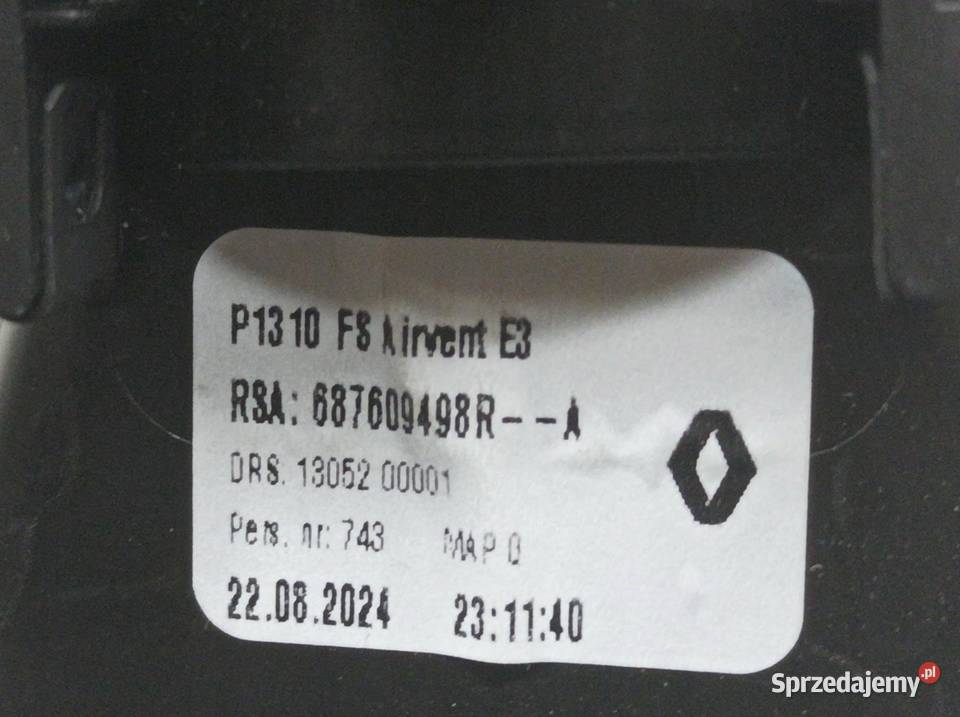 P1310 FS Airvent E3
RSA: 687609498R--A
DRS. 13052 00001
Pers. nr: 743 MAP 0
22.08.2024 23:11:40
Sprzedajemy.pl